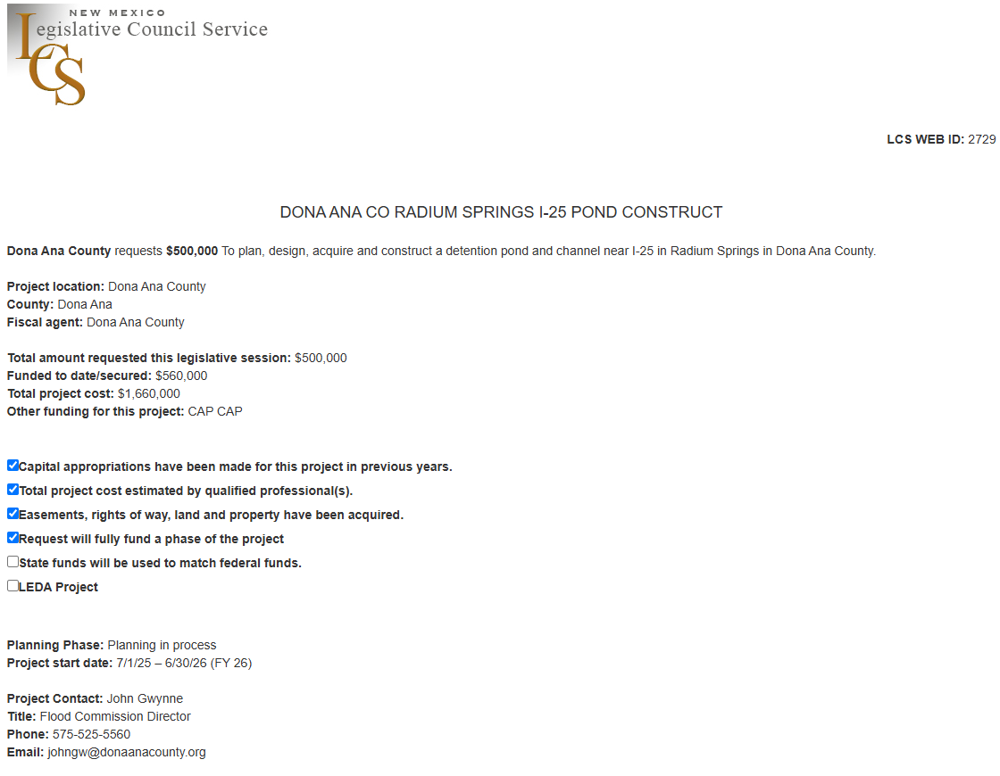 NEW MEXICO
Legislative Council Service
LCS
LCS WEB ID: 2729
DONA ANA CO RADIUM SPRINGS I-25 POND CONSTRUCT
Dona Ana County requests $500,000 To plan, design, acquire and construct a detention pond and channel near I-25 in Radium Springs in Dona Ana County.
Project location: Dona Ana County
County: Dona Ana
Fiscal agent: Dona Ana County
Total amount requested this legislative session: $500,000
Funded to date/secured: $560,000
Total project cost: $1,660,000
Other funding for this project: CAP CAP
Capital appropriations have been made for this project in previous years.
Total project cost estimated by qualified professional(s).
Easements, rights of way, land and property have been acquired.
Request will fully fund a phase of the project
State funds will be used to match federal funds.
LEDA Project
Planning Phase: Planning in process
Project start date: 7/1/25 – 6/30/26 (FY 26)
Project Contact: John Gwynne
Title: Flood Commission Director
Phone: 575-525-5560
Email: johngw@donaanacounty.org